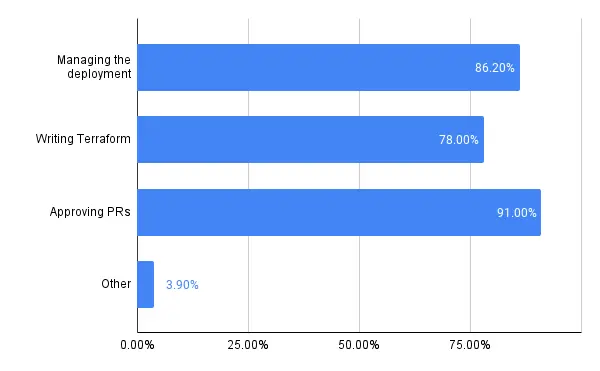 Managing the
deployment
86.20%
Writing Terraform
78.00%
Approving PRs
91.00%
Other
3.90%
0.00%
25.00%
50.00%
75.00%